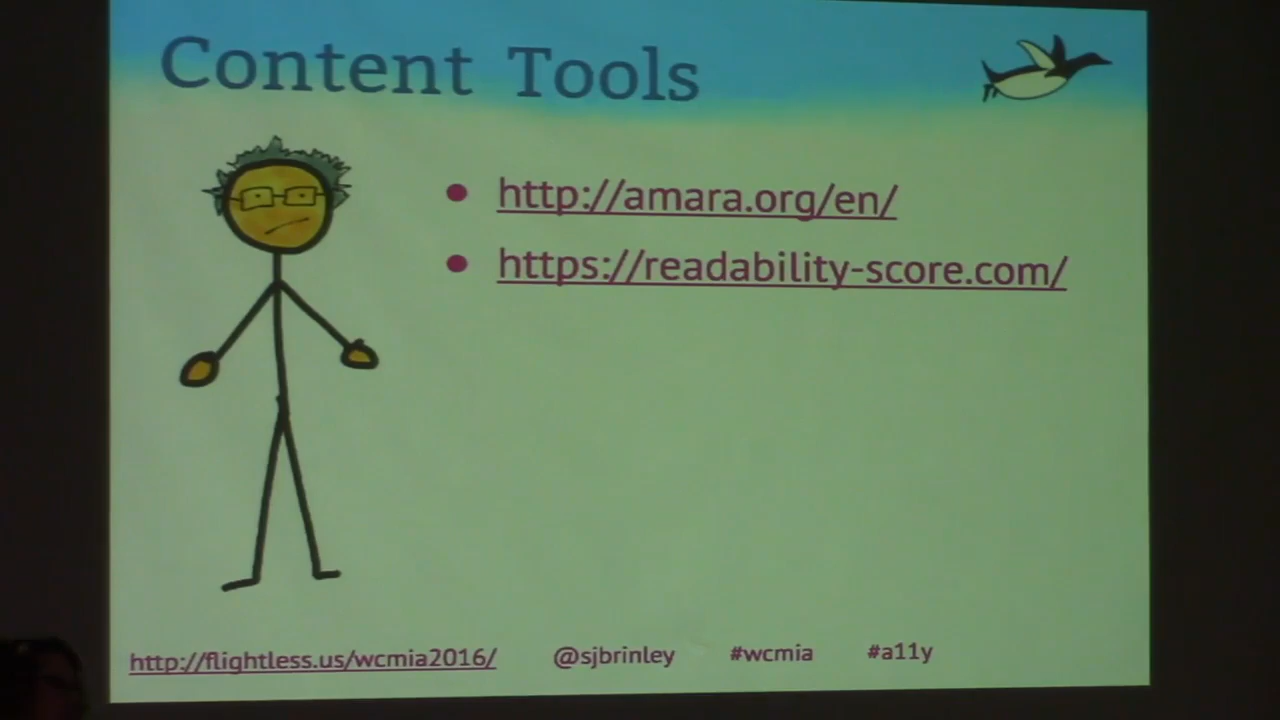 Content Tools
http://amara.org/en/
https://readability-score.com/
http://flightless.us/wcmia2016/ @sjbrinley #wcmia #a11y